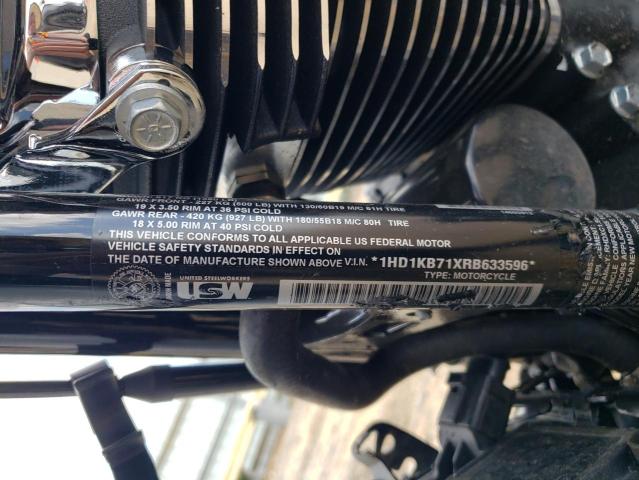 GAWR FRONT - 227 KG (500 LB) WITH 130/60B19 M/C 61H TIRE
19 X 3.50 RIM AT 36 PSI COLD
GAWR REAR - 420 KG (927 LB) WITH 180/55B18 M/C 80H TIRE
18 X 5.00 RIM AT 40 PSI COLD
THIS VEHICLE CONFORMS TO ALL APPLICABLE US FEDERAL MOTOR
VEHICLE SAFETY STANDARDS IN EFFECT ON
THE DATE OF MANUFACTURE SHOWN ABOVE V.I.N. *1HD1KB71XRB633596*
TYPE: MOTORCYCLE
UNITED STEELWORKERS
USW